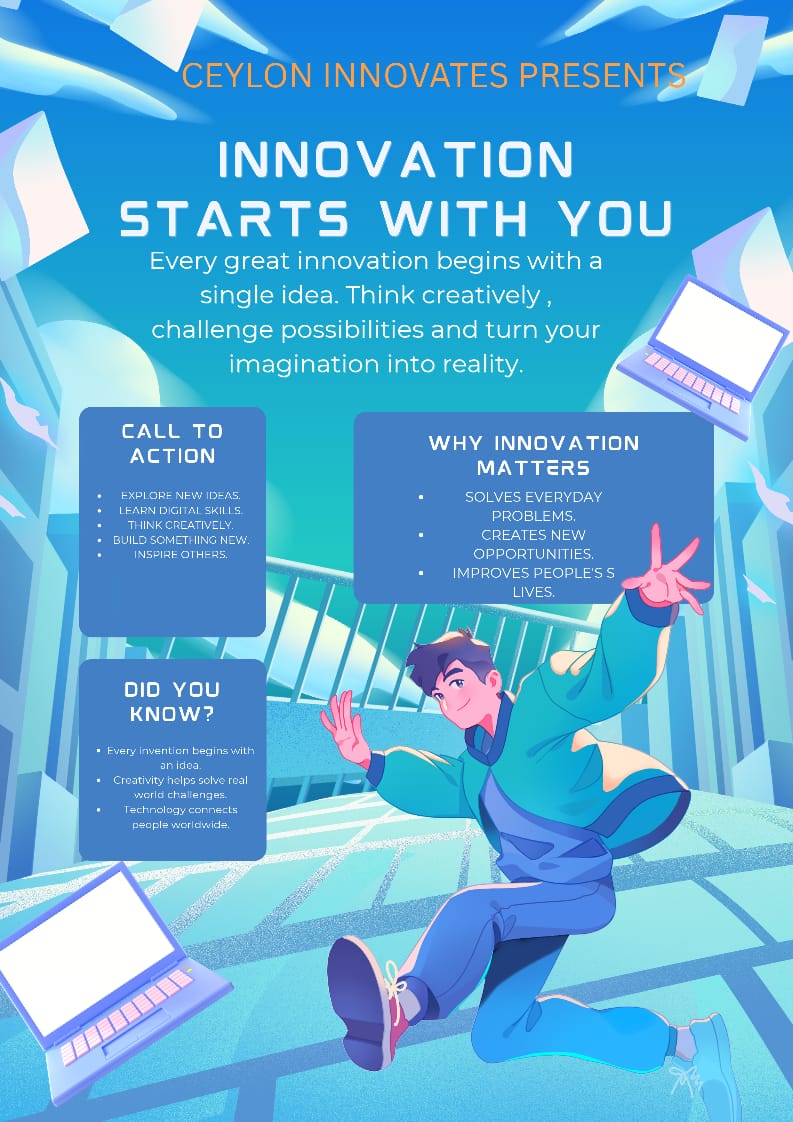 CEYLON INNOVATES PRESENTS
INNOVATION
STARTS WITH YOU
Every great innovation begins with a
single idea. Think creatively ,
challenge possibilities and turn your
imagination into reality.
CALL TO
ACTION
• EXPLORE NEW IDEAS.
• LEARN DIGITAL SKILLS.
• THINK CREATIVELY.
• BUILD SOMETHING NEW.
• INSPIRE OTHERS.
WHY INNOVATION
MATTERS
• SOLVES EVERYDAY
PROBLEMS.
• CREATES NEW
OPPORTUNITIES.
• IMPROVES PEOPLE'S S
LIVES.
DID YOU
KNOW?
• Every invention begins with
an idea.
• Creativity helps solve real
world challenges.
• Technology connects
people worldwide.